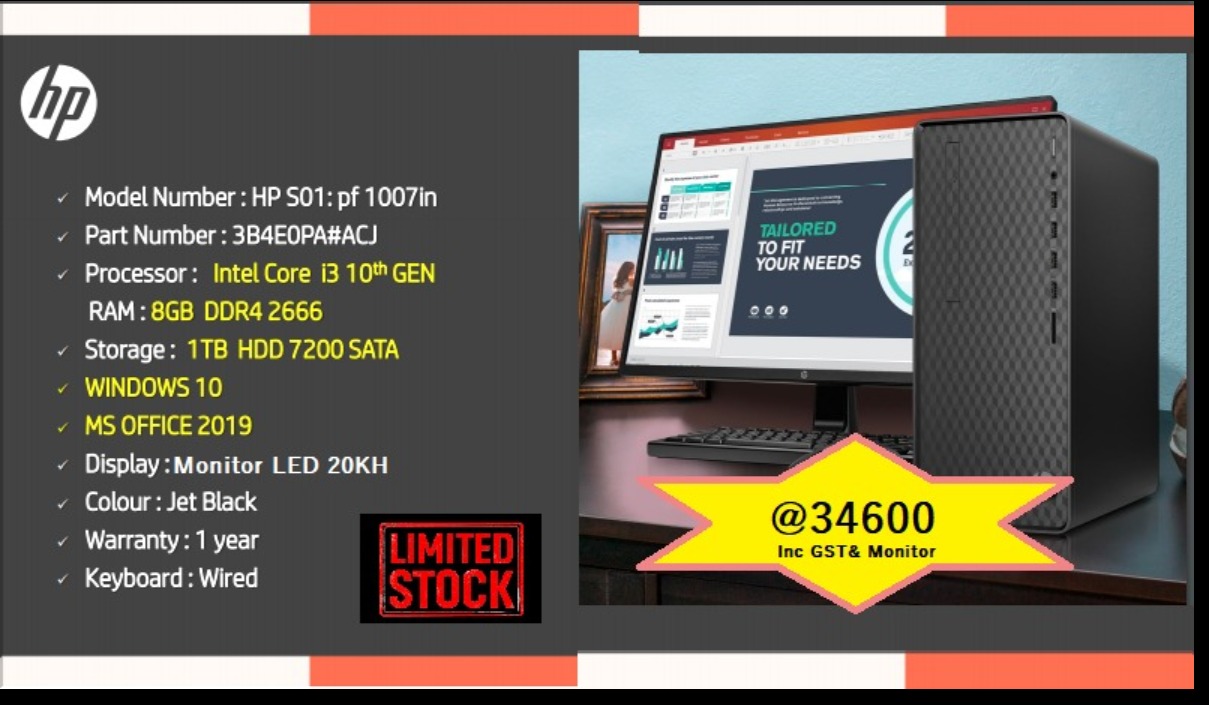 hp
Model Number : HP S01: pf 1007in
Part Number : 3B4E0PA#ACJ
Processor : Intel Core i3 10th GEN
RAM : 8GB DDR4 2666
Storage : 1TB HDD 7200 SATA
WINDOWS 10
MS OFFICE 2019
Display : Monitor LED 20KH
Colour : Jet Black
Warranty : 1 year
Keyboard : Wired
LIMITED
STOCK
TAILORED
TO FIT
YOUR NEEDS
@34600
Inc GST& Monitor